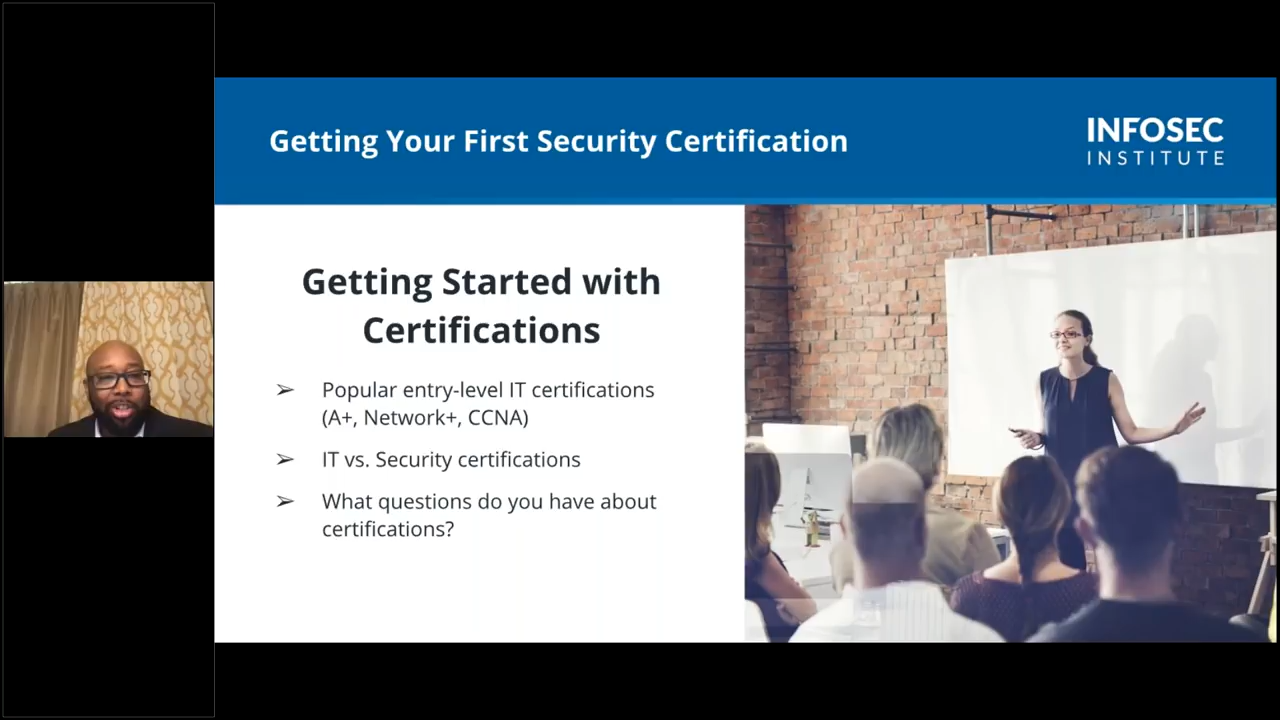 Getting Your First Security Certification
INFOSEC
INSTITUTE
Getting Started with
Certifications
➢ Popular entry-level IT certifications
(A+, Network+, CCNA)
➢ IT vs. Security certifications
➢ What questions do you have about
certifications?